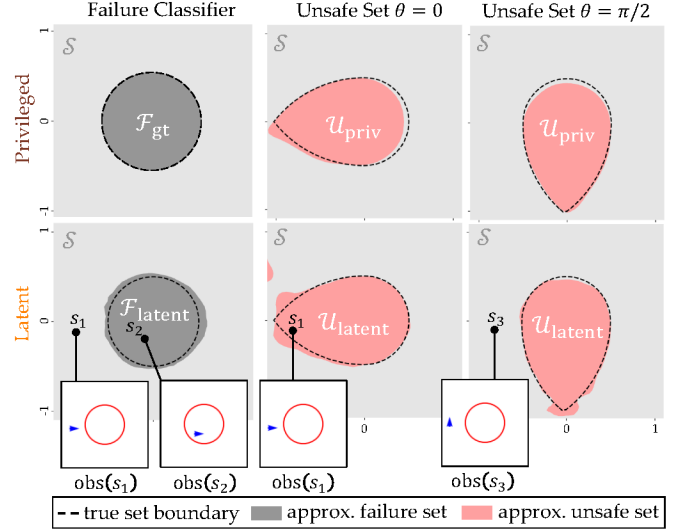 Failure Classifier
Unsafe Set θ = 0
Unsafe Set θ = π/2
Privileged
1
0
-1
𝒮
ℱgt
𝒮
𝒰priv
𝒮
𝒰priv
Latent
1
0
-1
𝒮
ℱlatent
s1
s2
𝒮
s1
𝒰latent
0
𝒮
s3
𝒰latent
0
1
obs(s1)
obs(s2)
obs(s1)
obs(s3)
true set boundary
approx. failure set
approx. unsafe set